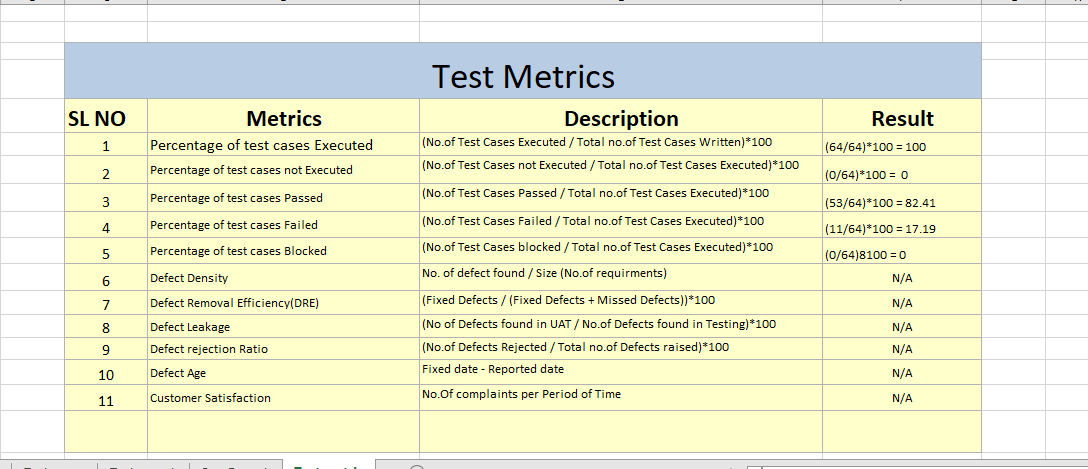 Test Metrics
SL NO Metrics Description Result
1 Percentage of test cases Executed (No.of Test Cases Executed / Total no.of Test Cases Written)*100 (64/64)*100 = 100
2 Percentage of test cases not Executed (No.of Test Cases not Executed / Total no.of Test Cases Executed)*100 (0/64)*100 = 0
3 Percentage of test cases Passed (No.of Test Cases Passed / Total no.of Test Cases Executed)*100 (53/64)*100 = 82.41
4 Percentage of test cases Failed (No.of Test Cases Failed / Total no.of Test Cases Executed)*100 (11/64)*100 = 17.19
5 Percentage of test cases Blocked (No.of Test Cases blocked / Total no.of Test Cases Executed)*100 (0/64)8100 = 0
6 Defect Density No. of defect found / Size (No.of requirments) N/A
7 Defect Removal Efficiency(DRE) (Fixed Defects / (Fixed Defects + Missed Defects))*100 N/A
8 Defect Leakage (No of Defects found in UAT / No.of Defects found in Testing)*100 N/A
9 Defect rejection Ratio (No.of Defects Rejected / Total no.of Defects raised)*100 N/A
10 Defect Age Fixed date - Reported date N/A
11 Customer Satisfaction No.Of complaints per Period of Time N/A